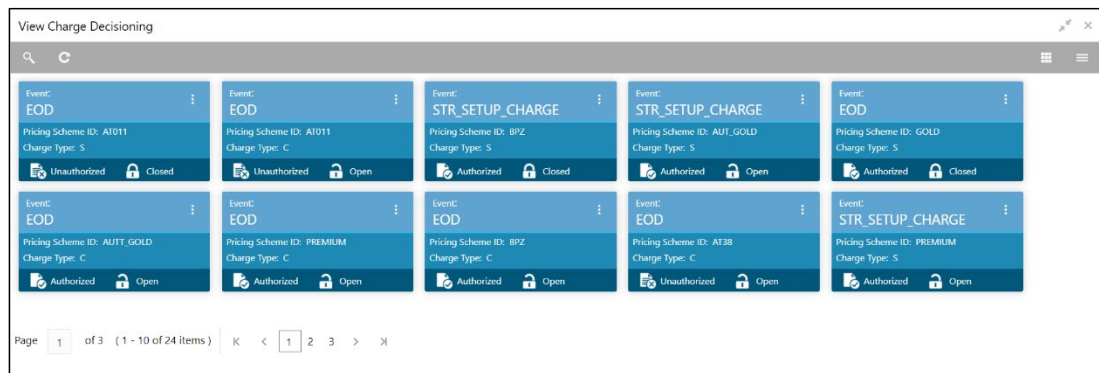 View Charge Decisioning
Event: Event: Event: Event: Event:
EOD EOD STR_SETUP_CHARGE STR_SETUP_CHARGE EOD
Pricing Scheme ID: AT011 Pricing Scheme ID: AT011 Pricing Scheme ID: BPZ Pricing Scheme ID: AUT_GOLD Pricing Scheme ID: GOLD
Charge Type: S Charge Type: C Charge Type: S Charge Type: S Charge Type: S
Unauthorized Closed Unauthorized Open Authorized Closed Authorized Open Authorized Closed
Event: Event: Event: Event: Event:
EOD EOD EOD EOD STR_SETUP_CHARGE
Pricing Scheme ID: AUTT_GOLD Pricing Scheme ID: PREMIUM Pricing Scheme ID: BPZ Pricing Scheme ID: AT38 Pricing Scheme ID: PREMIUM
Charge Type: C Charge Type: C Charge Type: C Charge Type: C Charge Type: S
Authorized Open Authorized Open Authorized Open Unauthorized Open Authorized Open
Page 1 of 3 ( 1 - 10 of 24 items ) 1 2 3